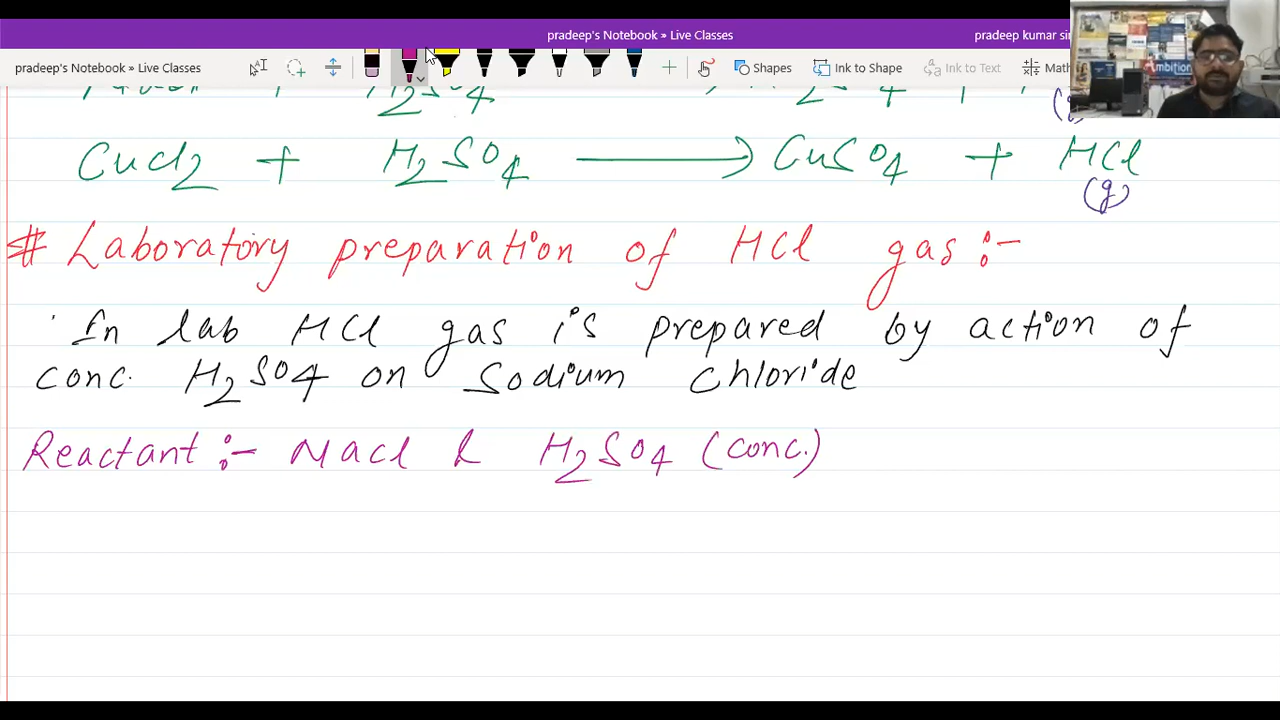 pradeep's Notebook » Live Classes
pradeep kumar
pradeep's Notebook » Live Classes
Shapes
Ink to Shape
Ink to Text
Math
Ambition
H2SO4
CuCl2 + H2SO4 ⟶ CuSO4 + HCl
(g)
# Laboratory preparation of HCl gas :-
In lab HCl gas is prepared by action of
conc. H2SO4 on Sodium chloride
Reactant :- NaCl & H2SO4 (conc.)